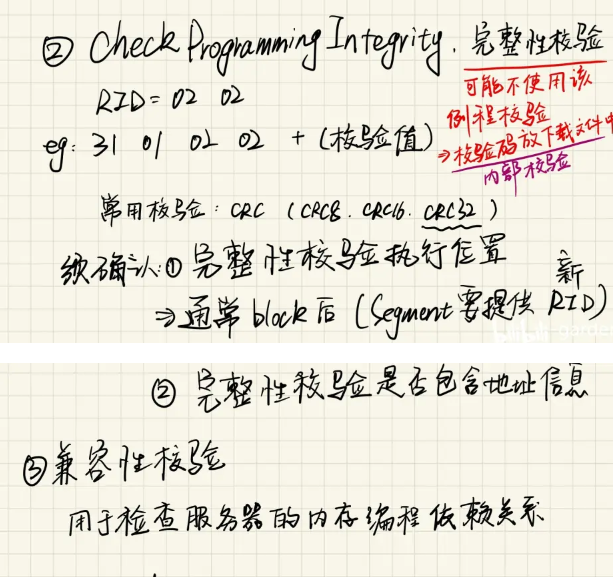 ② Check Programming Integrity. 完整性校验
RID = 02 02
可能不使用该
例程校验
eg: 31 01 02 02 + (校验值)
⇒校验码放下载文件中
内部校验
常用校验: CRC (CRC8. CRC16. CRC32)
须确认: ① 完整性校验执行位置
新
⇒ 通常 block 后 (Segment 要提供 RID)
② 完整性校验是否包含地址信息
③ 兼容性校验
用于检查服务器的内存编程依赖关系